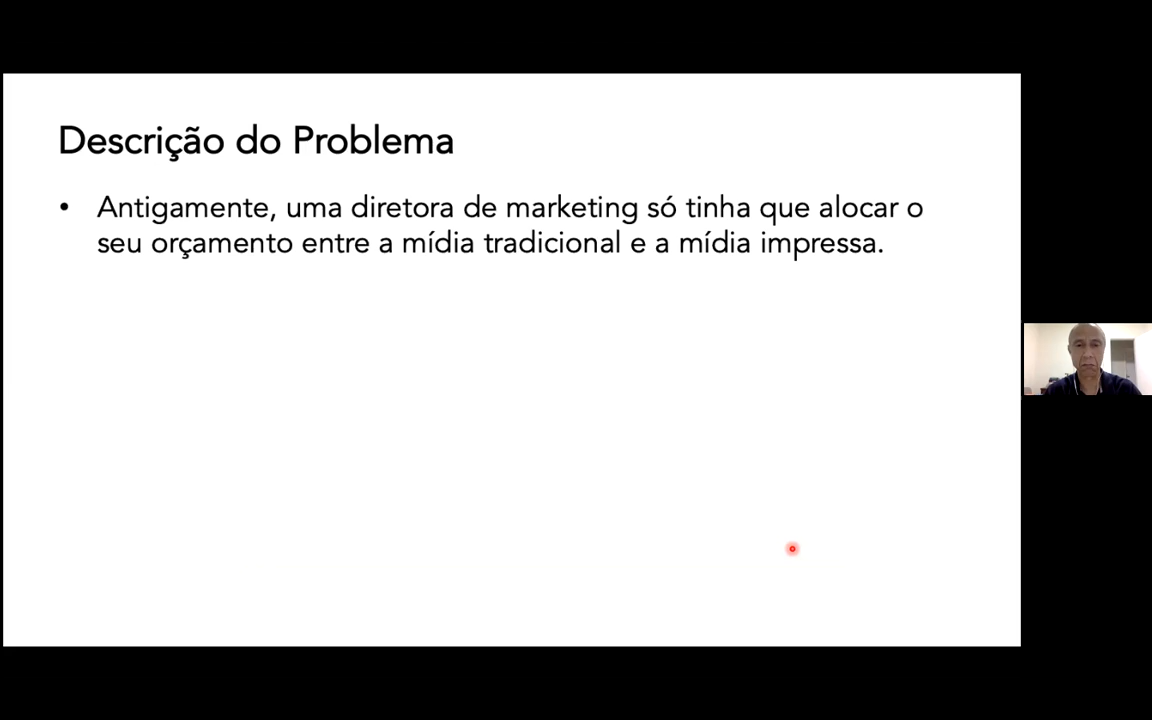 Descrição do Problema
• Antigamente, uma diretora de marketing só tinha que alocar o
seu orçamento entre a mídia tradicional e a mídia impressa.